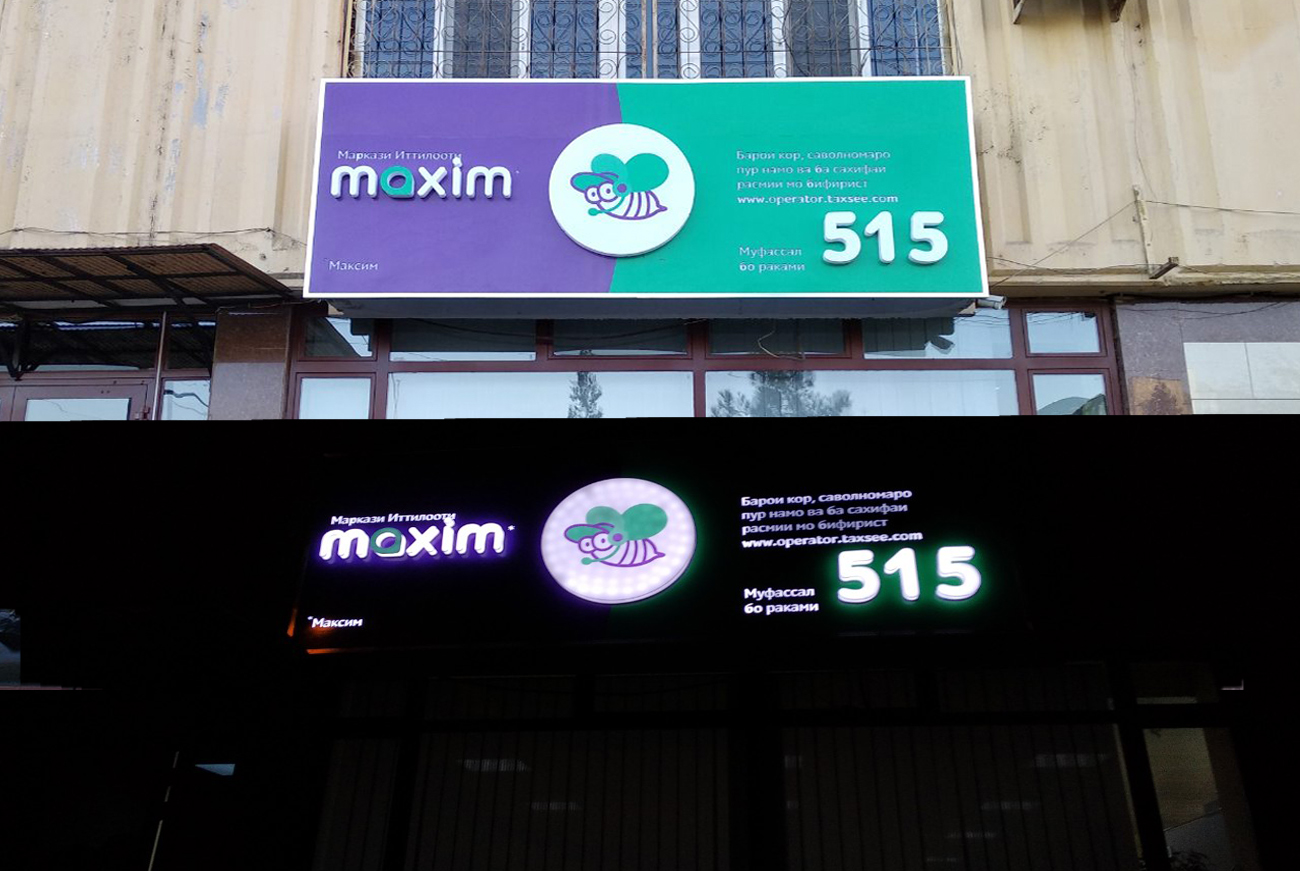 Маркази Иттилооти
maxim*
*Максим
Барои кор, саволномаро
пур намо ва ба сахифаи
расмии мо бифирист
www.operator.taxsee.com
Муфассал
бо раками
515
Маркази Иттилооти
maxim*
*Максим
Барои кор, саволномаро
пур намо ва ба сахифаи
расмии мо бифирист
www.operator.taxsee.com
Муфассал
бо раками
515